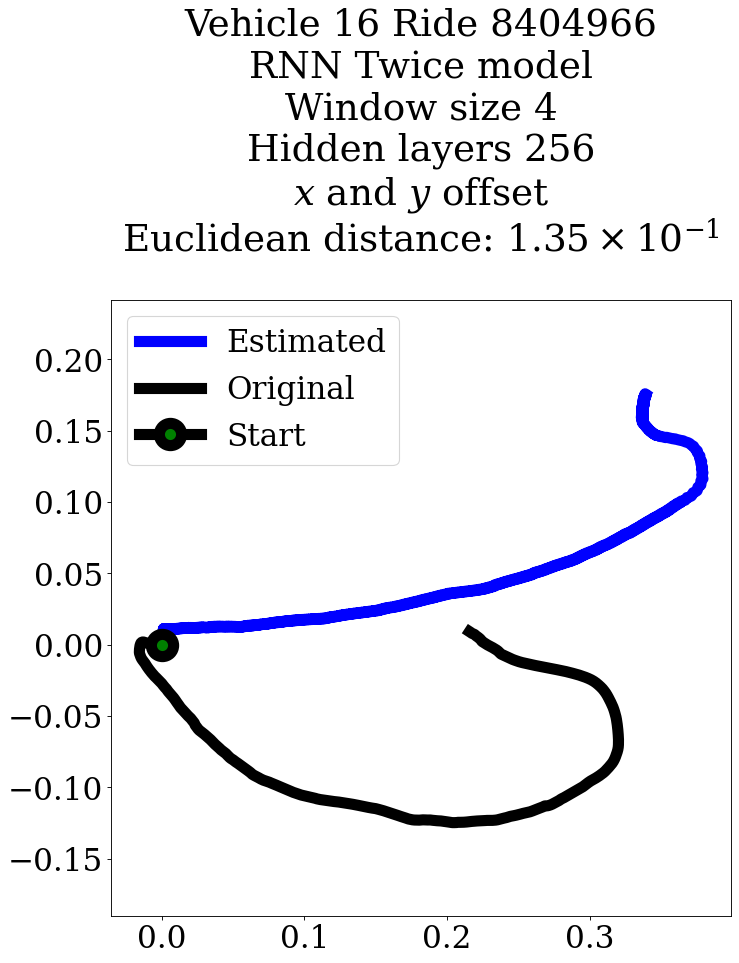 Vehicle 16 Ride 8404966
RNN Twice model
Window size 4
Hidden layers 256
x and y offset
Euclidean distance: 1.35 × 10⁻¹
Estimated
Original
Start
0.20
0.15
0.10
0.05
0.00
−0.05
−0.10
−0.15
0.0 0.1 0.2 0.3